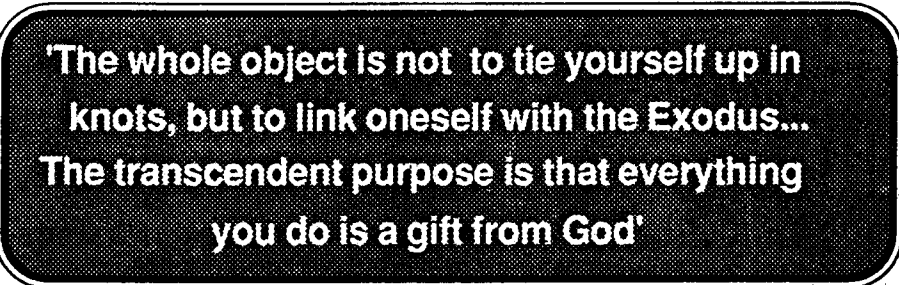 'The whole object is not to tie yourself up in
knots, but to link oneself with the Exodus...
The transcendent purpose is that everything
you do is a gift from God'